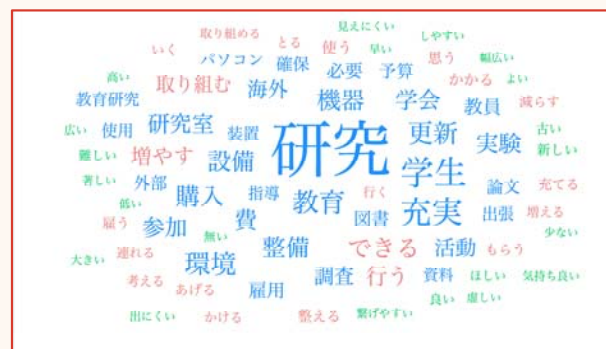 取り組める とる 見えにくい しやすい
いく パソコン 確保 使う 早い 思う 幅広い
高い 取り組む 海外 必要 予算 かかる よい
教育研究 機器 学会 教員 減らす
広い 使用 研究室 装置 研究 更新 実験 古い
難しい 増やす 設備 学生 新しい
著しい 外部 購入 指導 教育 行く 論文 充てる
低い 図書 充実 出張 増える
雇う 参加 無い 費 少ない
大きい 連れる 環境 整備 できる 活動 もらう
考える あげる 雇用 調査 行う 資料 ほしい 気持ち良い
出にくい かける 整える 繋げやすい 良い 虚しい